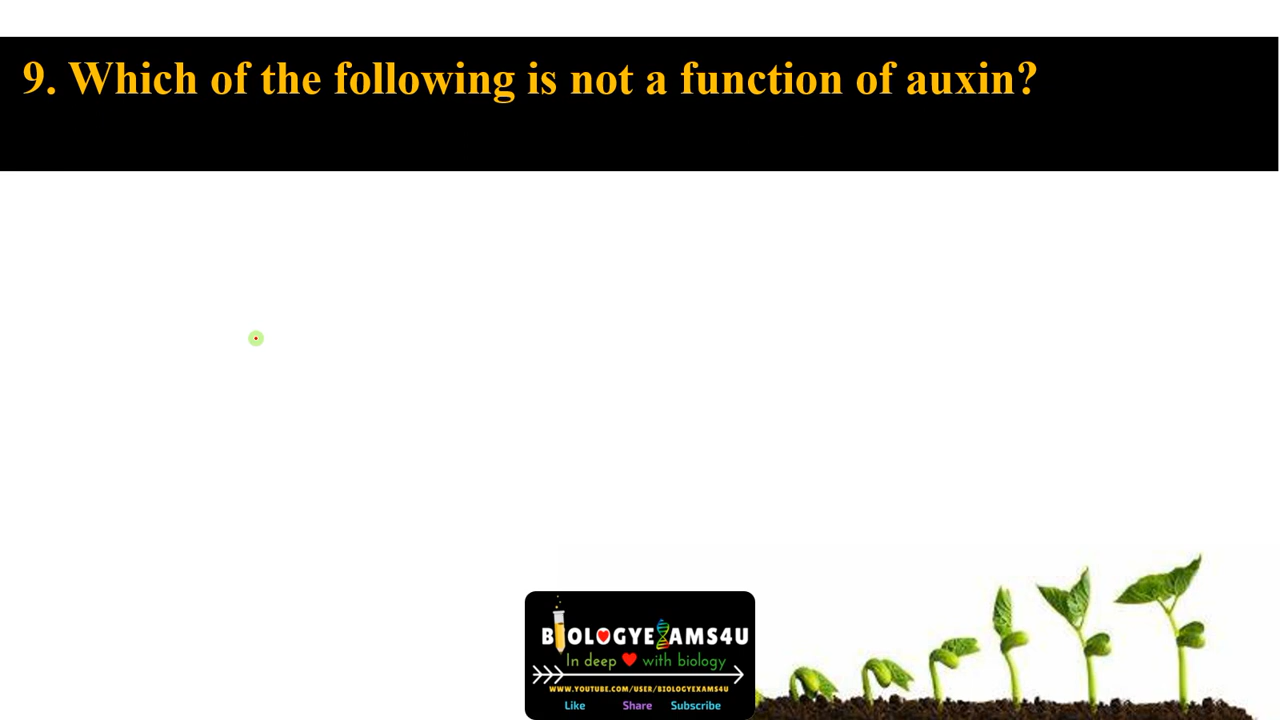 9. Which of the following is not a function of auxin?
BIOLOGYEXAMS4U
In deep ❤ with biology
WWW.YOUTUBE.COM/USER/BIOLOGYEXAMS4U
Like Share Subscribe